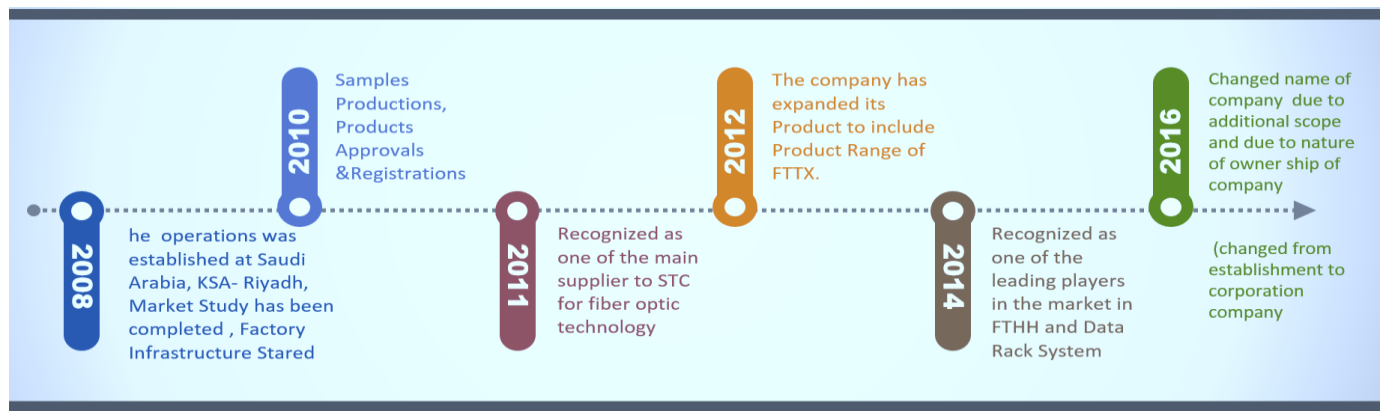 2008
he operations was
established at Saudi
Arabia, KSA- Riyadh,
Market Study has been
completed , Factory
Infrastructure Stared
2010
Samples
Productions,
Products
Approvals
&Registrations
2011
Recognized as
one of the main
supplier to STC
for fiber optic
technology
2012
The company has
expanded its
Product to include
Product Range of
FTTX.
2014
Recognized as
one of the
leading players
in the market in
FTHH and Data
Rack System
2016
Changed name of
company due to
additional scope
and due to nature
of owner ship of
company
(changed from
establishment to
corporation
company